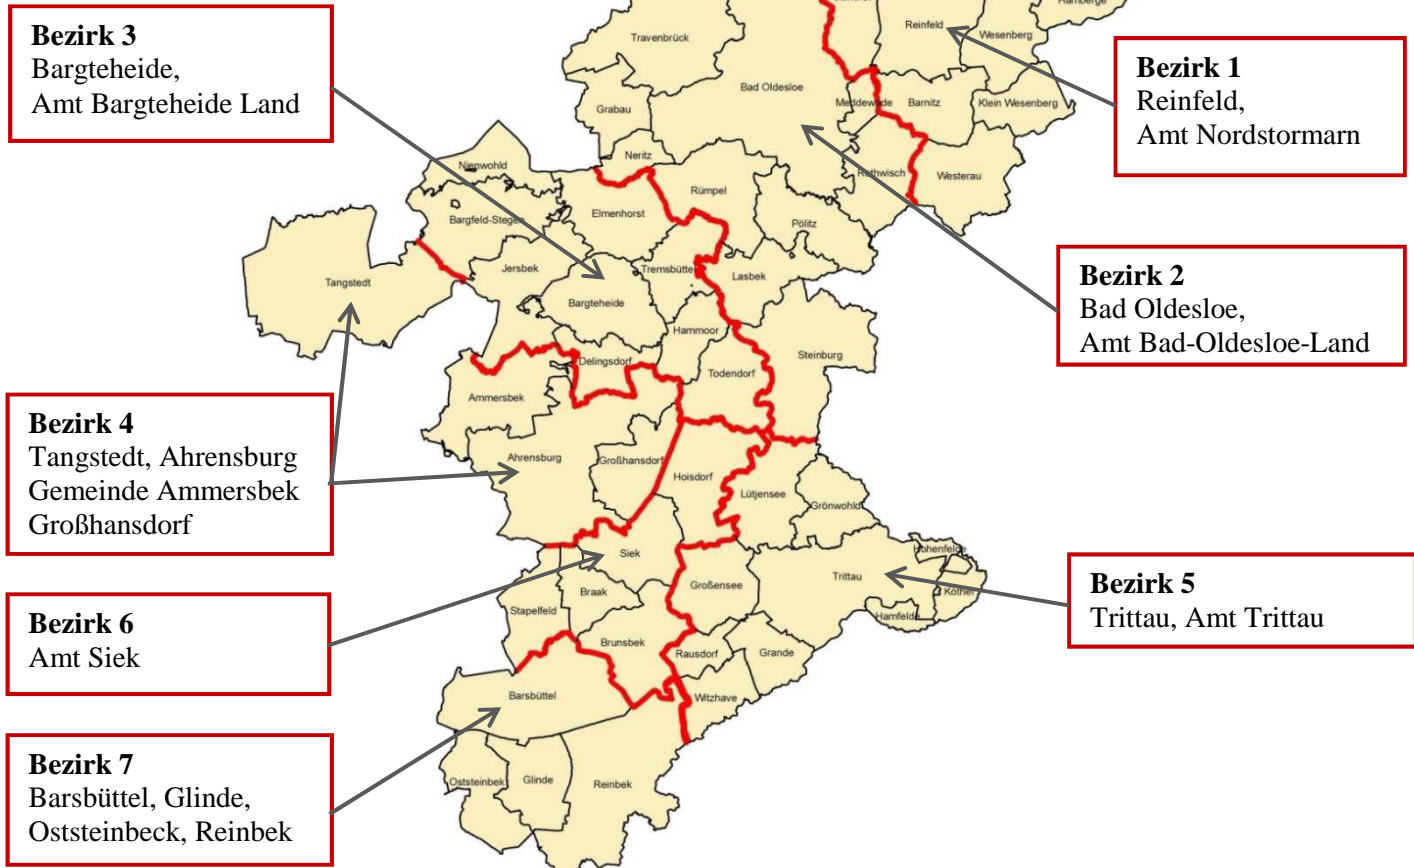 Bezirk 3
Bargteheide,
Amt Bargteheide Land
Bezirk 1
Reinfeld,
Amt Nordstormarn
Bezirk 2
Bad Oldesloe,
Amt Bad-Oldesloe-Land
Bezirk 4
Tangstedt, Ahrensburg
Gemeinde Ammersbek
Großhansdorf
Bezirk 5
Trittau, Amt Trittau
Bezirk 6
Amt Siek
Bezirk 7
Barsbüttel, Glinde,
Oststeinbeck, Reinbek
Hamberge
Reinfeld
Wesenberg
Travenbrück
Bad Oldesloe
Meddewade
Barnitz
Klein Wesenberg
Grabau
Neritz
Nienwohld
Rümpel
Rethwisch
Westerau
Bargfeld-Stegen
Elmenhorst
Pölitz
Jersbek
Tremsbüttel
Lasbek
Tangstedt
Bargteheide
Hammoor
Steinburg
Delingsdorf
Todendorf
Ammersbek
Ahrensburg
Großhansdorf
Hoisdorf
Lütjensee
Grönwohld
Siek
Hohenfelde
Trittau
Großensee
Köthel
Braak
Stapelfeld
Hamfelde
Brunsbek
Rausdorf
Grande
Barsbüttel
Witzhave
Oststeinbek
Glinde
Reinbek